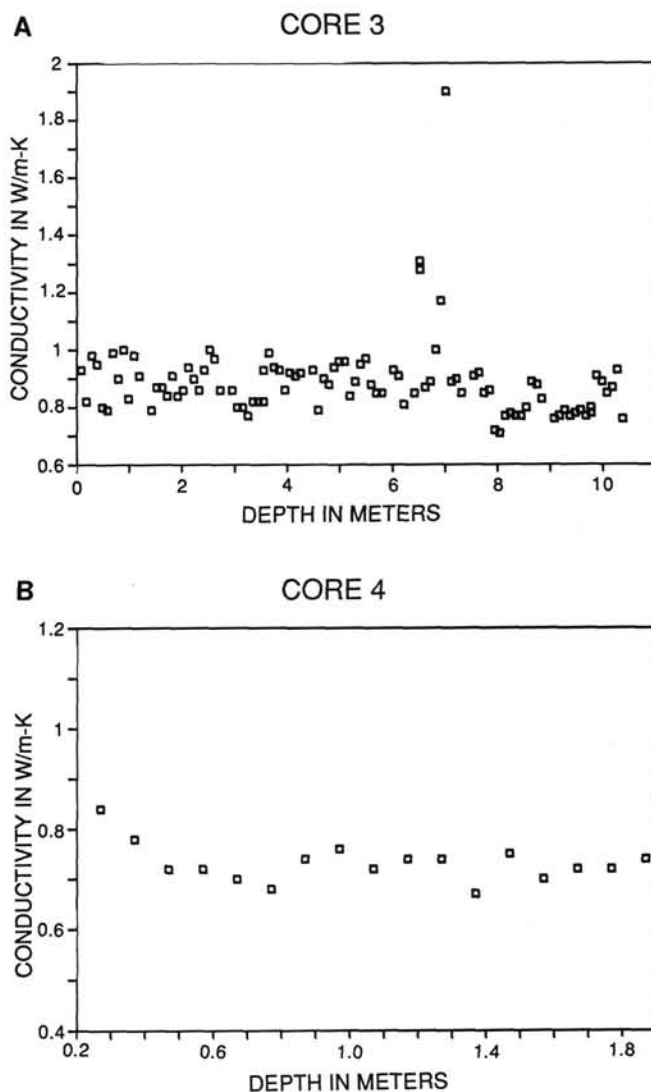 A
CORE 3
CONDUCTIVITY IN W/m-K
2
1.8
1.6
1.4
1.2
1
0.8
0.6
0 2 4 6 8 10
DEPTH IN METERS
B
CORE 4
CONDUCTIVITY IN W/m-K
1.2
1
0.8
0.6
0.4
0.2 0.6 1.0 1.4 1.8
DEPTH IN METERS